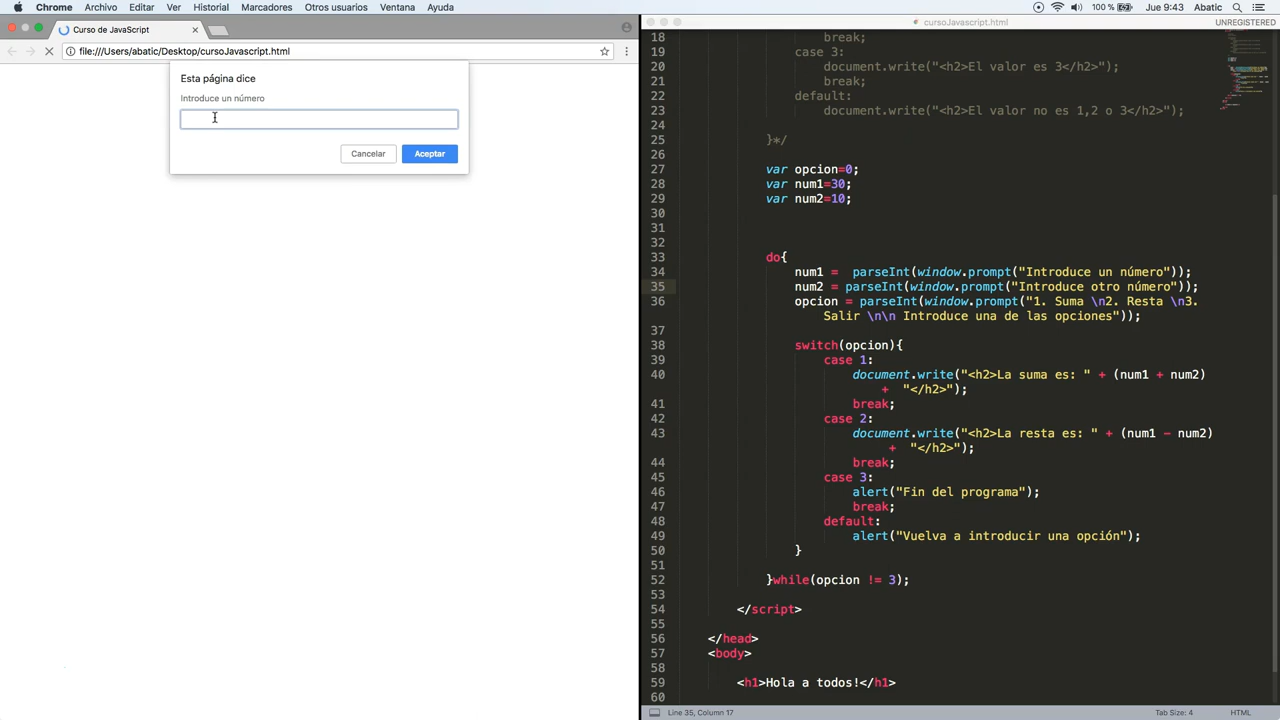 Chrome Archivo Editar Ver Historial Marcadores Otros usuarios Ventana Ayuda
100 % Jue 9:43 Abatic
Curso de JavaScript
file:///Users/abatic/Desktop/cursoJavascript.html
Esta página dice
Introduce un número
Cancelar Aceptar
cursoJavascript.html
UNREGISTERED
18 break;
19 case 3:
20 document.write("<h2>El valor es 3</h2>");
21 break;
22 default:
23 document.write("<h2>El valor no es 1,2 o 3</h2>");
24
25 }*/
26
27 var opcion=0;
28 var num1=30;
29 var num2=10;
30
31
32
33 do{
34 num1 = parseInt(window.prompt("Introduce un número"));
35 num2 = parseInt(window.prompt("Introduce otro número"));
36 opcion = parseInt(window.prompt("1. Suma \n2. Resta \n3.
Salir \n\n Introduce una de las opciones"));
37
38 switch(opcion){
39 case 1:
40 document.write("<h2>La suma es: " + (num1 + num2)
+ "</h2>");
41 break;
42 case 2:
43 document.write("<h2>La resta es: " + (num1 - num2)
+ "</h2>");
44 break;
45 case 3:
46 alert("Fin del programa");
47 break;
48 default:
49 alert("Vuelva a introducir una opción");
50 }
51
52 }while(opcion != 3);
53
54 </script>
55
56 </head>
57 <body>
58
59 <h1>Hola a todos!</h1>
60
Line 35, Column 17
Tab Size: 4 HTML